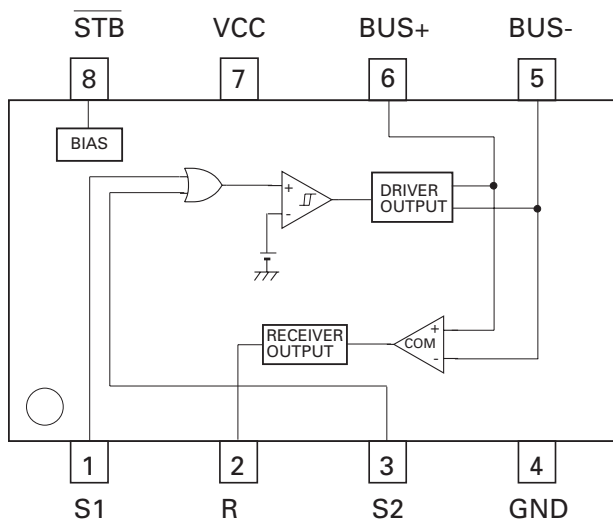 STB VCC BUS+ BUS-
8 7 6 5
BIAS
+
-
DRIVER
OUTPUT
RECEIVER
OUTPUT
COM
+
-
1 2 3 4
S1 R S2 GND